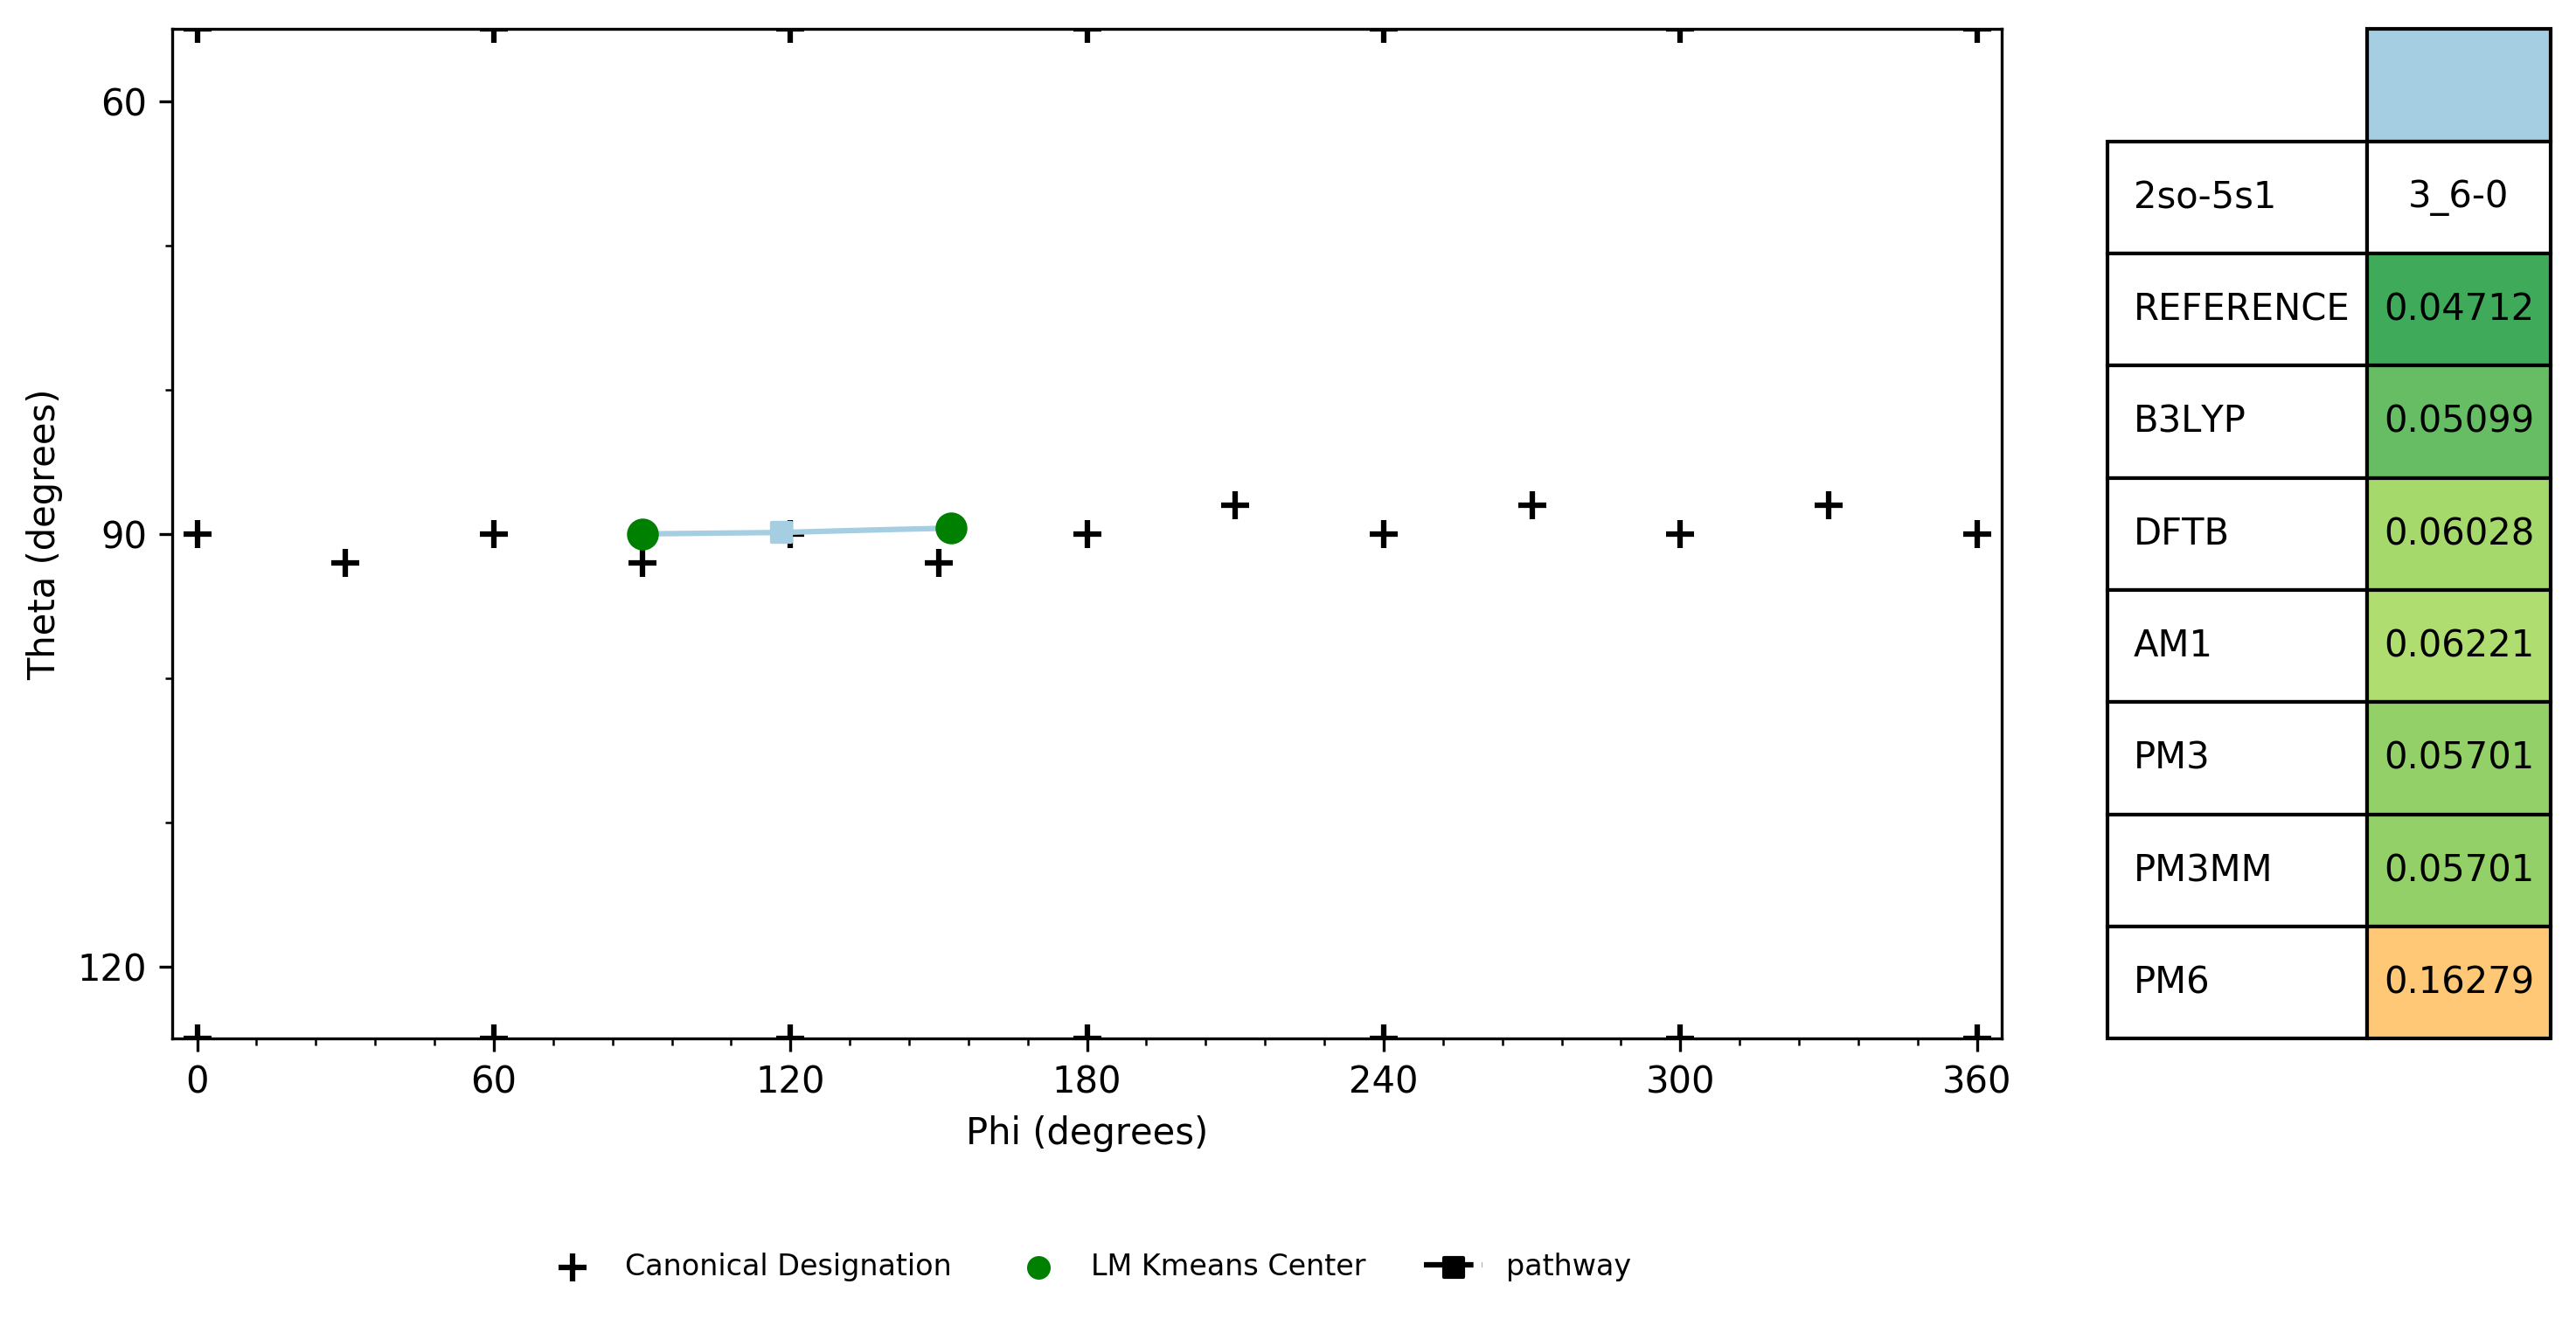 Theta (degrees)
60
90
120
0 60 120 180 240 300 360
Phi (degrees)
Canonical Designation LM Kmeans Center pathway
2so-5s1 3_6-0
REFERENCE 0.04712
B3LYP 0.05099
DFTB 0.06028
AM1 0.06221
PM3 0.05701
PM3MM 0.05701
PM6 0.16279